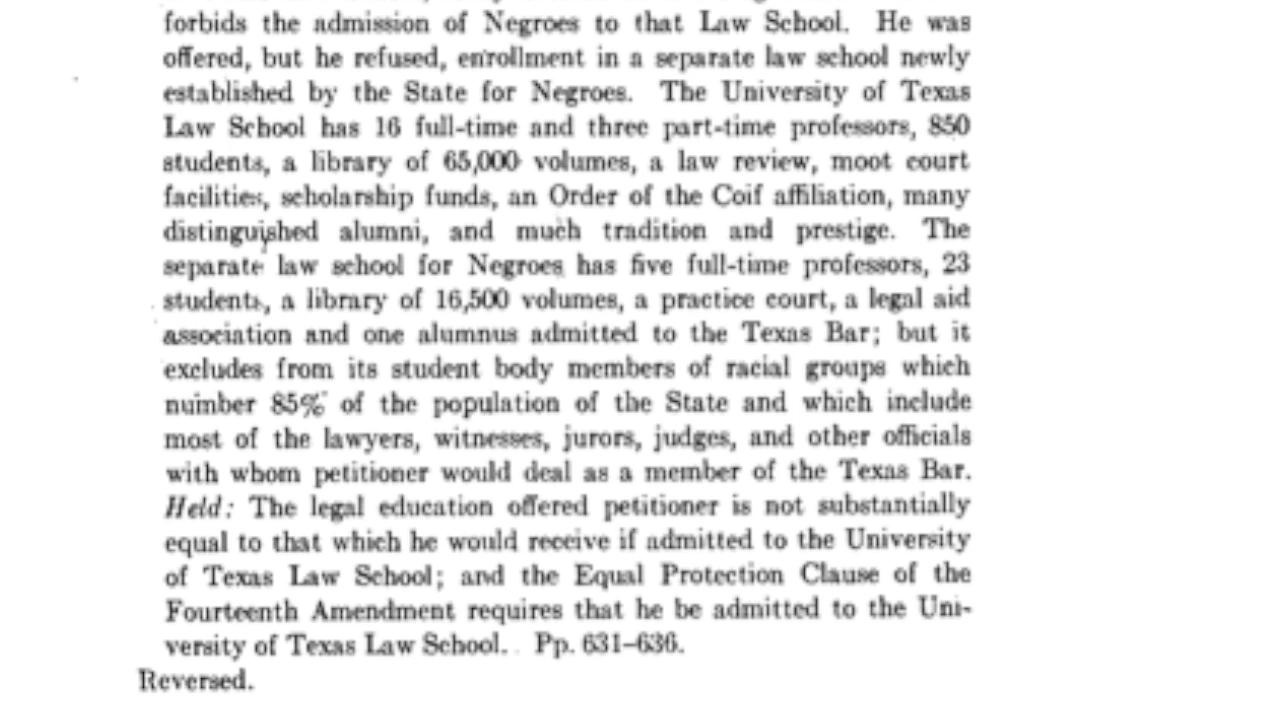 forbids the admission of Negroes to that Law School. He was
offered, but he refused, enrollment in a separate law school newly
established by the State for Negroes. The University of Texas
Law School has 16 full-time and three part-time professors, 850
students, a library of 65,000 volumes, a law review, moot court
facilities, scholarship funds, an Order of the Coif affiliation, many
distinguished alumni, and much tradition and prestige. The
separate law school for Negroes has five full-time professors, 23
students, a library of 16,500 volumes, a practice court, a legal aid
association and one alumnus admitted to the Texas Bar; but it
excludes from its student body members of racial groups which
number 85% of the population of the State and which include
most of the lawyers, witnesses, jurors, judges, and other officials
with whom petitioner would deal as a member of the Texas Bar.
Held: The legal education offered petitioner is not substantially
equal to that which he would receive if admitted to the University
of Texas Law School; and the Equal Protection Clause of the
Fourteenth Amendment requires that he be admitted to the Uni-
versity of Texas Law School. Pp. 631–636.
Reversed.